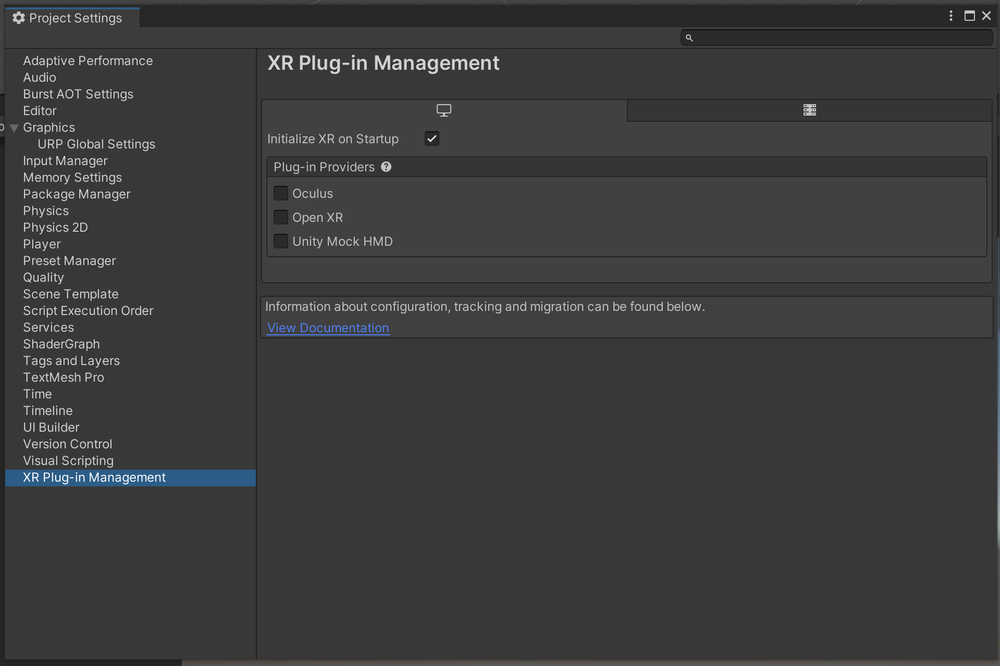 Project Settings
Adaptive Performance
Audio
Burst AOT Settings
Editor
Graphics
URP Global Settings
Input Manager
Memory Settings
Package Manager
Physics
Physics 2D
Player
Preset Manager
Quality
Scene Template
Script Execution Order
Services
ShaderGraph
Tags and Layers
TextMesh Pro
Time
Timeline
UI Builder
Version Control
Visual Scripting
XR Plug-in Management
XR Plug-in Management
Initialize XR on Startup
Plug-in Providers
Oculus
Open XR
Unity Mock HMD
Information about configuration, tracking and migration can be found below.
View Documentation